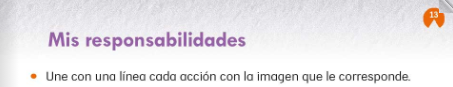 13
Mis responsabilidades
• Une con una línea cada acción con la imagen que le corresponde.